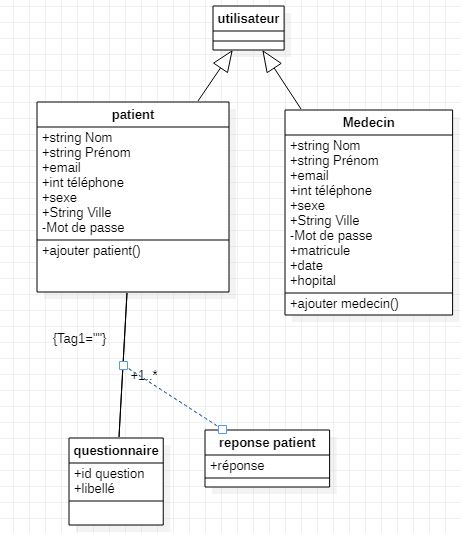 utilisateur
patient
+string Nom
+string Prénom
+email
+int téléphone
+sexe
+String Ville
-Mot de passe
+ajouter patient()
Medecin
+string Nom
+string Prénom
+email
+int téléphone
+sexe
+String Ville
-Mot de passe
+matricule
+date
+hopital
+ajouter medecin()
{Tag1=""}
+1..*
questionnaire
+id question
+libellé
reponse patient
+réponse